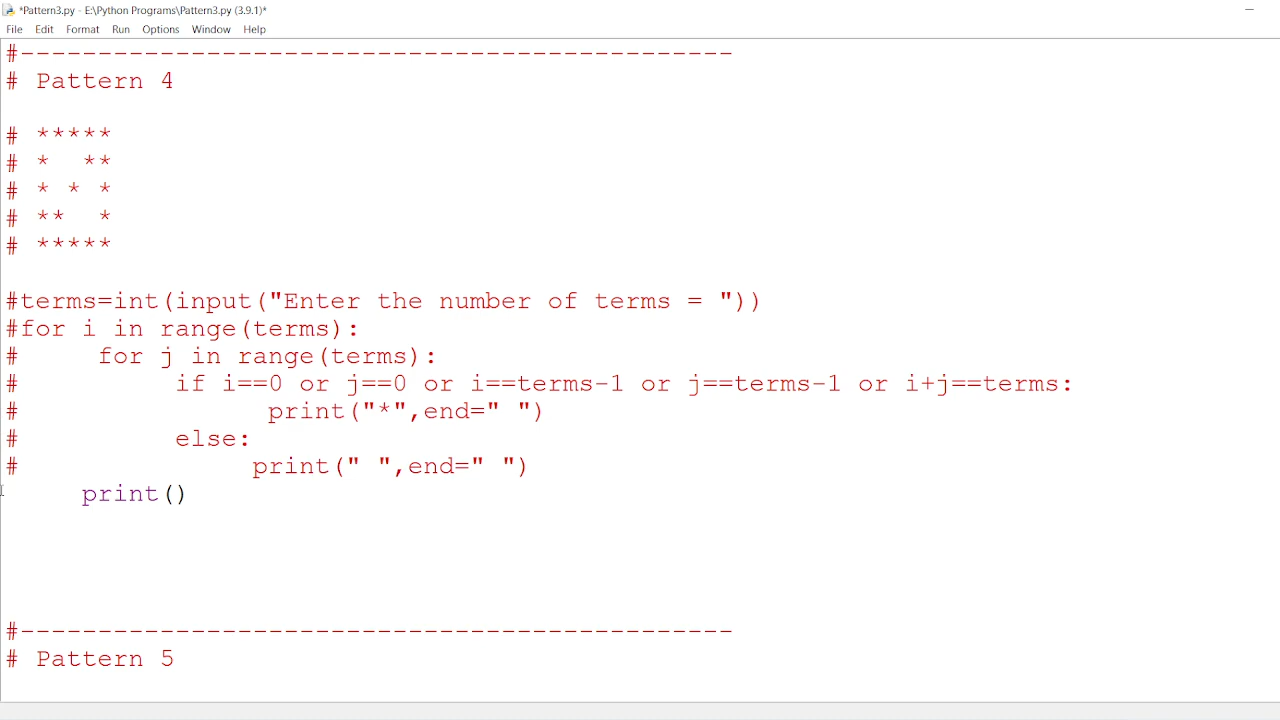 *Pattern3.py - E:\Python Programs\Pattern3.py (3.9.1)*
File Edit Format Run Options Window Help
#----------------------------------------------
# Pattern 4
# *****
# *  **
# * * *
# **  *
# *****
#terms=int(input("Enter the number of terms = "))
#for i in range(terms):
#     for j in range(terms):
#          if i==0 or j==0 or i==terms-1 or j==terms-1 or i+j==terms:
#                print("*",end=" ")
#          else:
#               print(" ",end=" ")
     print()
#----------------------------------------------
# Pattern 5